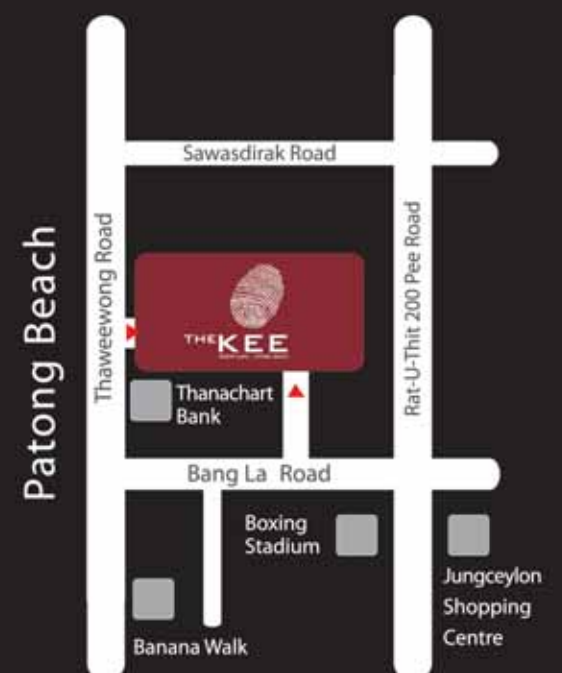 Sawasdirak Road
Patong Beach
Thaweewong Road
Rat-U-Thit 200 Pee Road
THE KEE
Thanachart
Bank
Bang La Road
Boxing
Stadium
Jungceylon
Shopping
Centre
Banana Walk